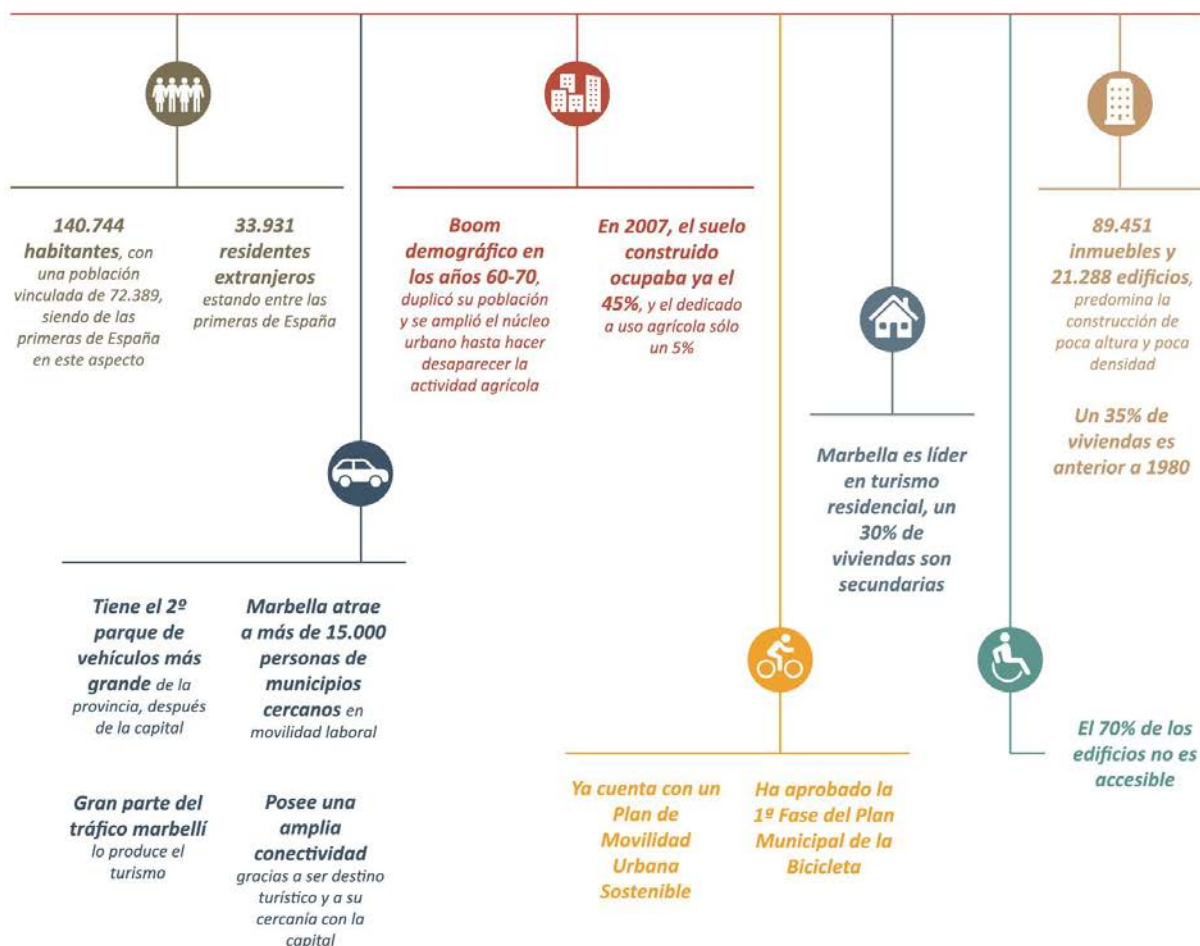 140.744
habitantes, con
una población
vinculada de 72.389,
siendo de las
primeras de España
en este aspecto
33.931
residentes
extranjeros
estando entre las
primeras de España
Boom
demográfico en
los años 60-70,
duplicó su población
y se amplió el núcleo
urbano hasta hacer
desaparecer la
actividad agrícola
En 2007, el suelo
construido
ocupaba ya el
45%, y el dedicado
a uso agrícola sólo
un 5%
89.451
inmuebles y
21.288 edificios,
predomina la
construcción de
poca altura y poca
densidad
Un 35% de
viviendas es
anterior a 1980
Marbella es líder
en turismo
residencial, un
30% de
viviendas son
secundarias
Tiene el 2º
parque de
vehículos más
grande de la
provincia, después
de la capital
Marbella atrae
a más de 15.000
personas de
municipios
cercanos en
movilidad laboral
Gran parte del
tráfico marbellí
lo produce el
turismo
Posee una
amplia
conectividad
gracias a ser destino
turístico y a su
cercanía con la
capital
Ya cuenta con un
Plan de
Movilidad
Urbana
Sostenible
Ha aprobado la
1ª Fase del Plan
Municipal de la
Bicicleta
El 70% de los
edificios no es
accesible